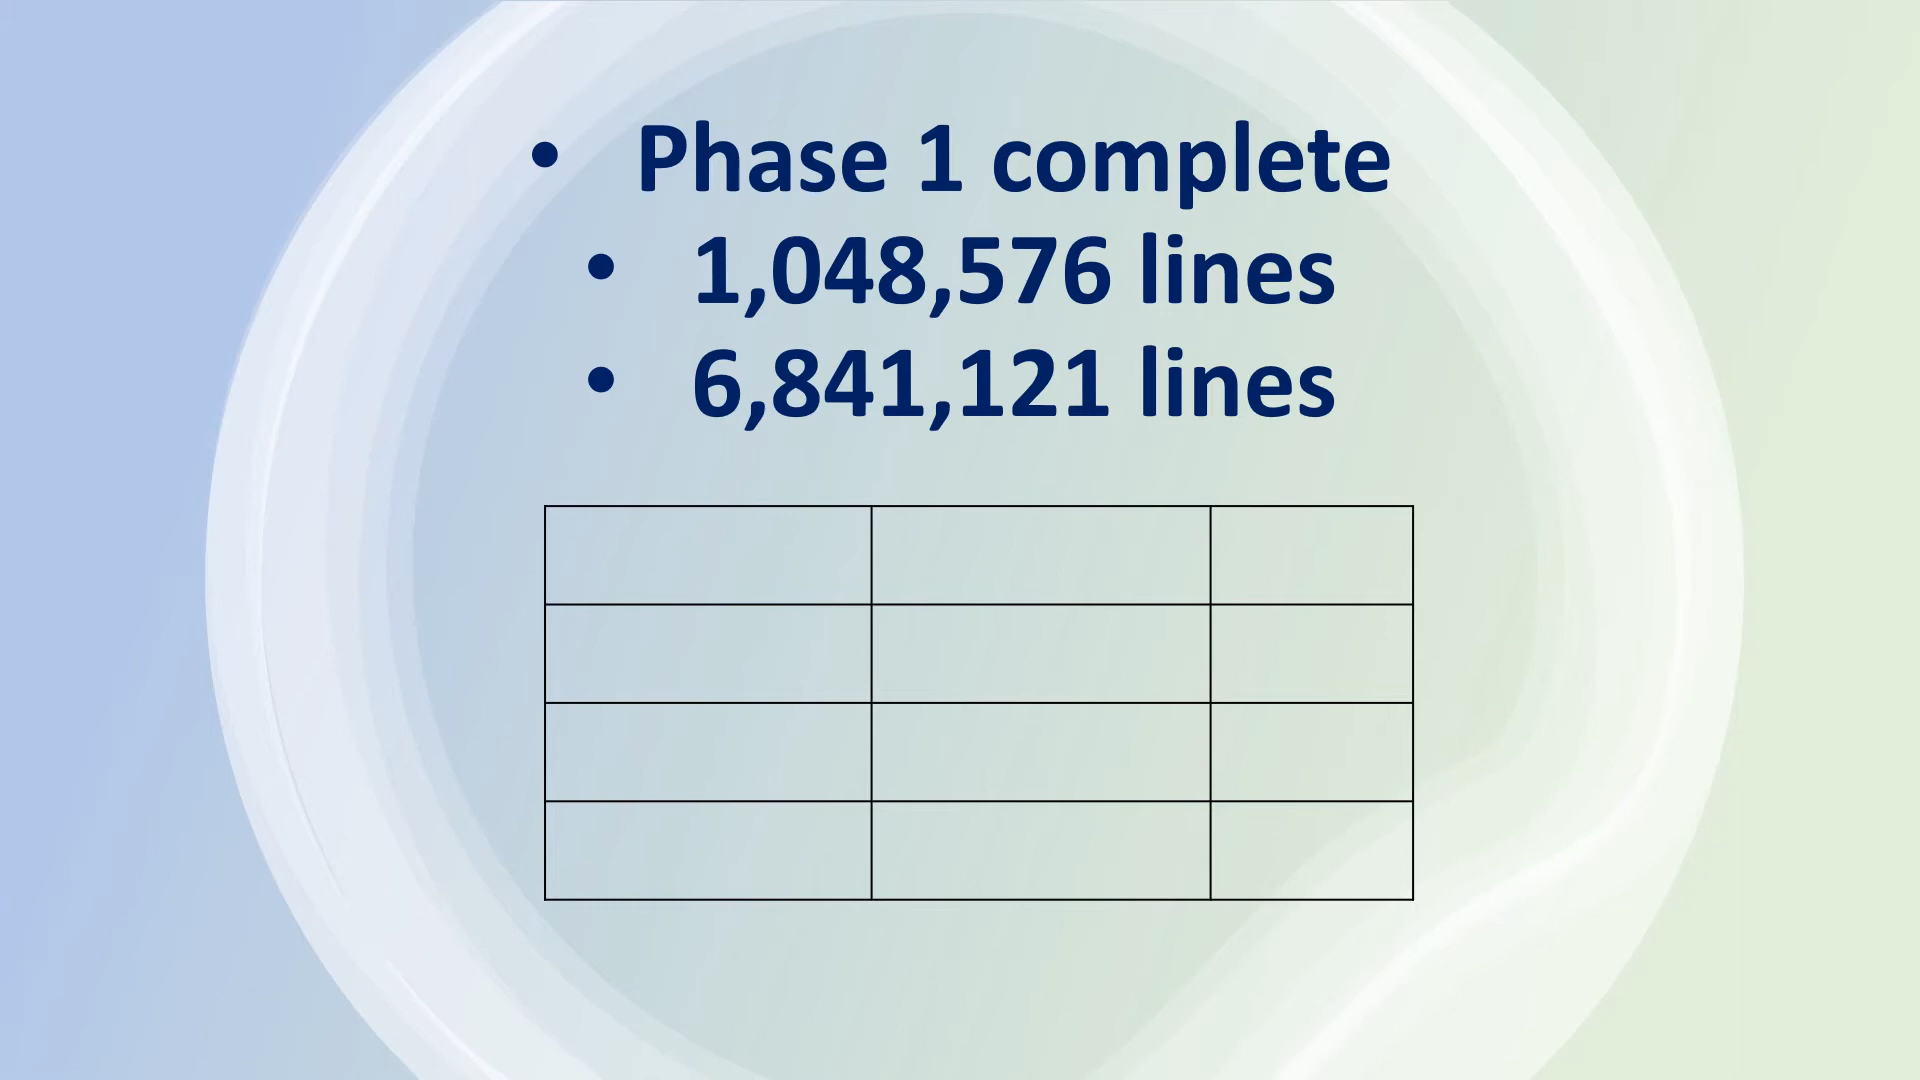 • Phase 1 complete
• 1,048,576 lines
• 6,841,121 lines